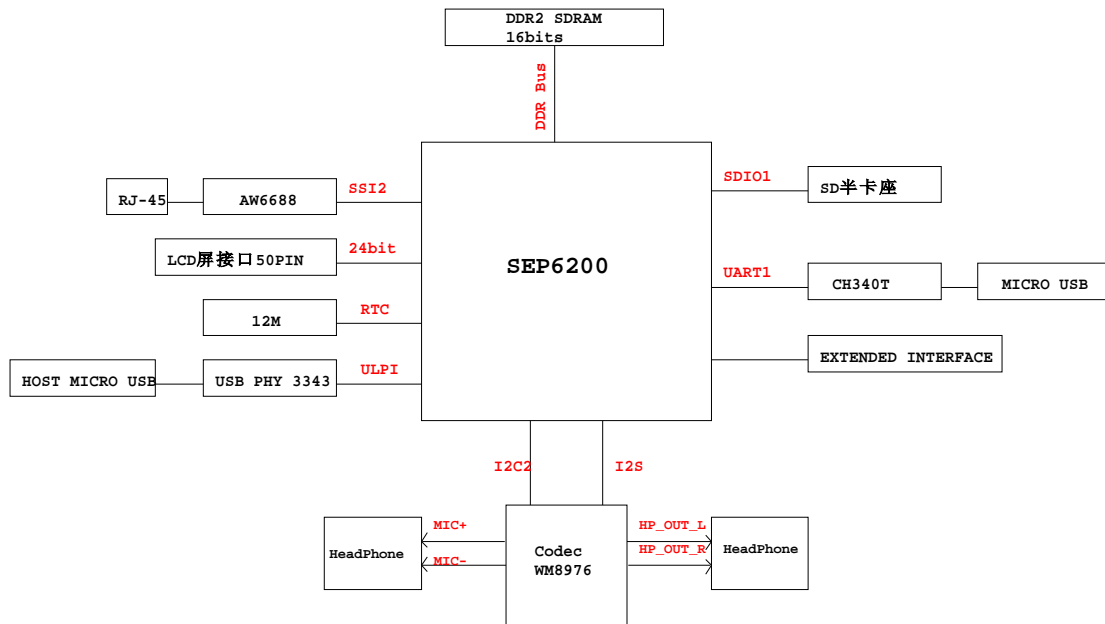 DDR2 SDRAM
16bits
DDR Bus
RJ-45
AW6688
SSI2
SDIO1
SD半卡座
LCD屏接口50PIN
24bit
SEP6200
UART1
CH340T
MICRO USB
12M
RTC
EXTENDED INTERFACE
HOST MICRO USB
USB PHY 3343
ULPI
I2C2
I2S
HeadPhone
MIC+
MIC-
Codec
WM8976
HP_OUT_L
HP_OUT_R
HeadPhone